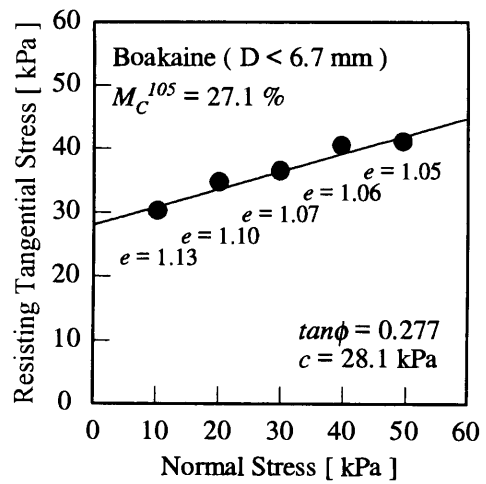 Resisting Tangential Stress [ kPa ]
60
50
40
30
20
10
0
Boakaine ( D < 6.7 mm )
M_C^105 = 27.1 %
e = 1.05
e = 1.06
e = 1.07
e = 1.10
e = 1.13
tanϕ = 0.277
c = 28.1 kPa
0 10 20 30 40 50 60
Normal Stress [ kPa ]